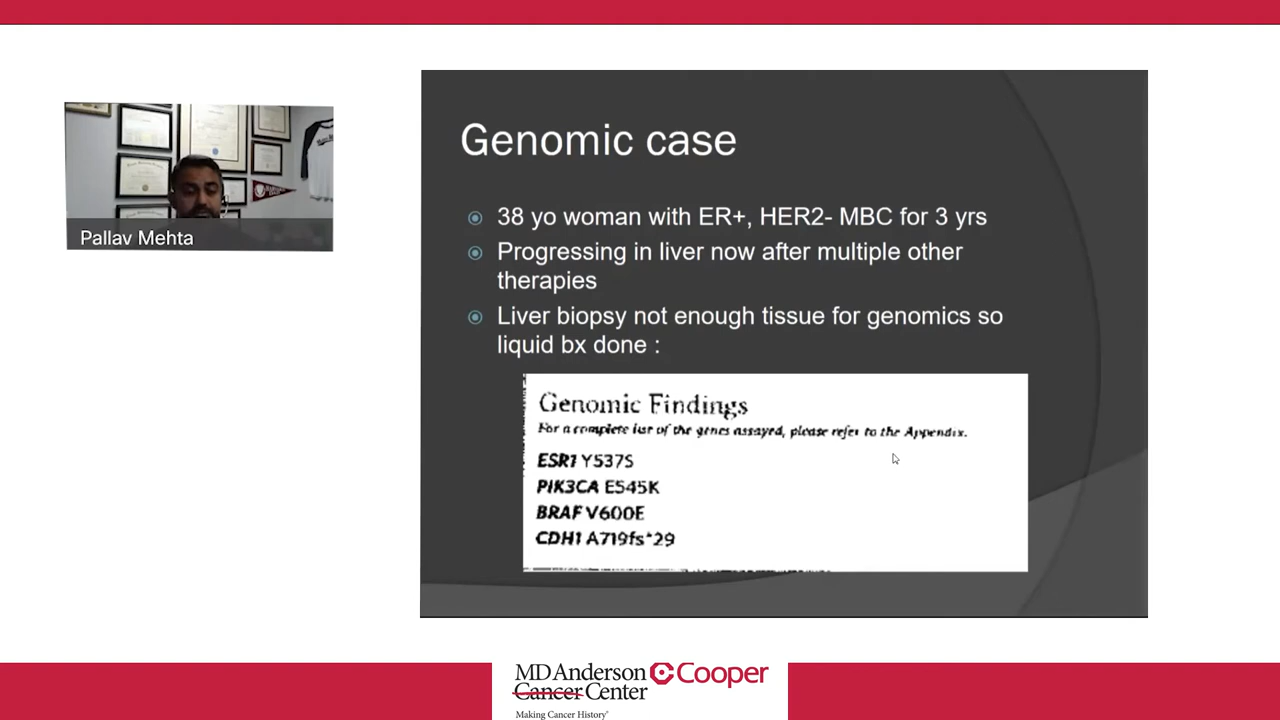 Pallav Mehta
Genomic case
38 yo woman with ER+, HER2- MBC for 3 yrs
Progressing in liver now after multiple other
therapies
Liver biopsy not enough tissue for genomics so
liquid bx done :
Genomic Findings
For a complete list of the genes assayed, please refer to the Appendix.
ESR1 Y537S
PIK3CA E545K
BRAF V600E
CDH1 A719fs*29
MD Anderson
Cancer Center
Making Cancer History®
Cooper